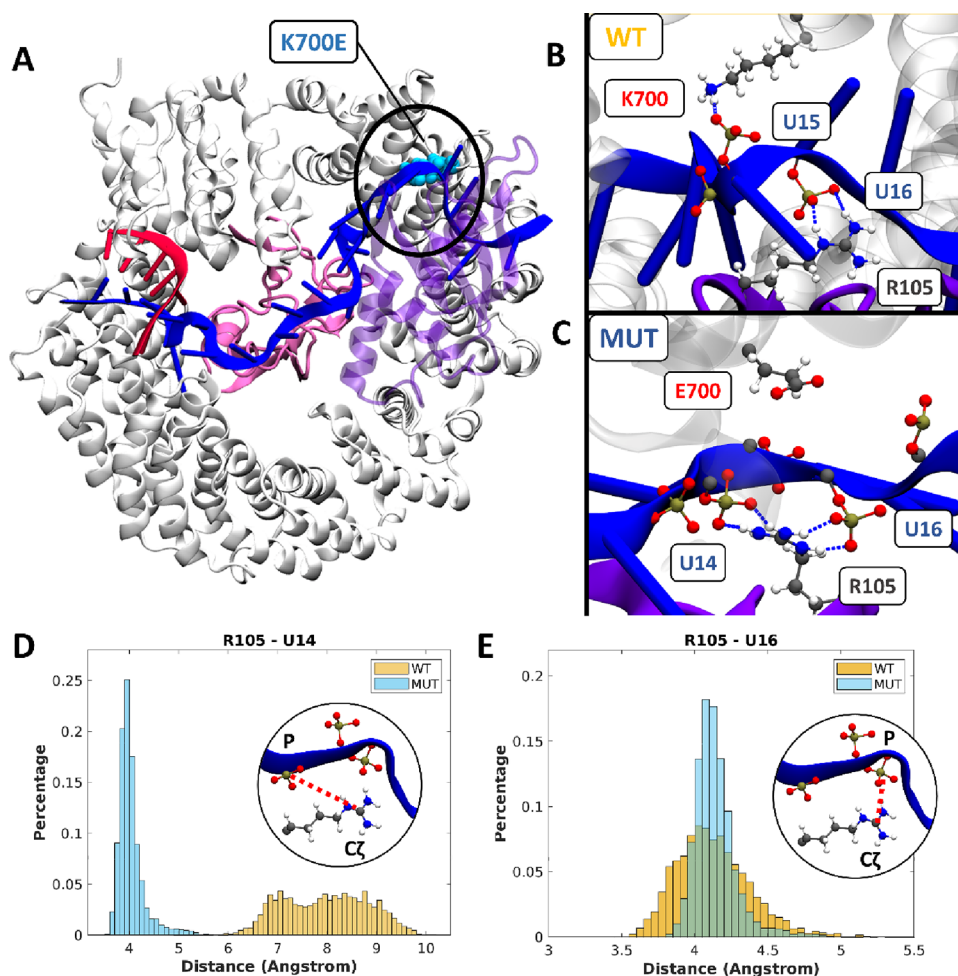 A
K700E
B
WT
K700
U15
U16
R105
C
MUT
E700
U14
U16
R105
D
R105 - U14
WT
MUT
P
Cζ
Percentage
0.25
0.2
0.15
0.1
0.05
0
4 5 6 7 8 9 10
Distance (Angstrom)
E
R105 - U16
WT
MUT
P
Cζ
Percentage
0.2
0.15
0.1
0.05
0
3 3.5 4 4.5 5 5.5
Distance (Angstrom)